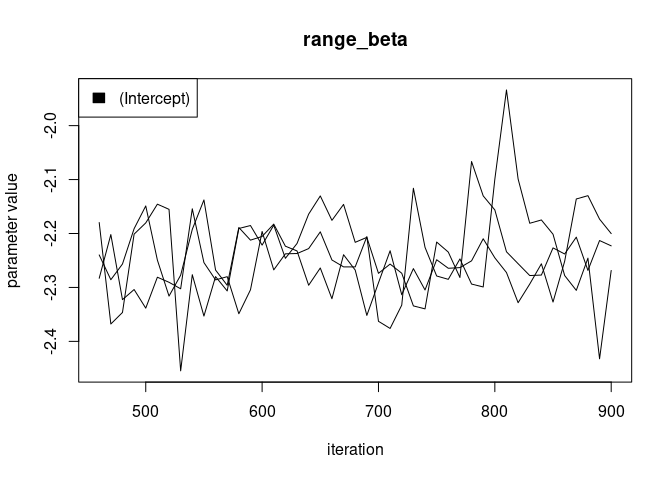 range_beta
(Intercept)
parameter value
-2.0
-2.1
-2.2
-2.3
-2.4
500 600 700 800 900
iteration